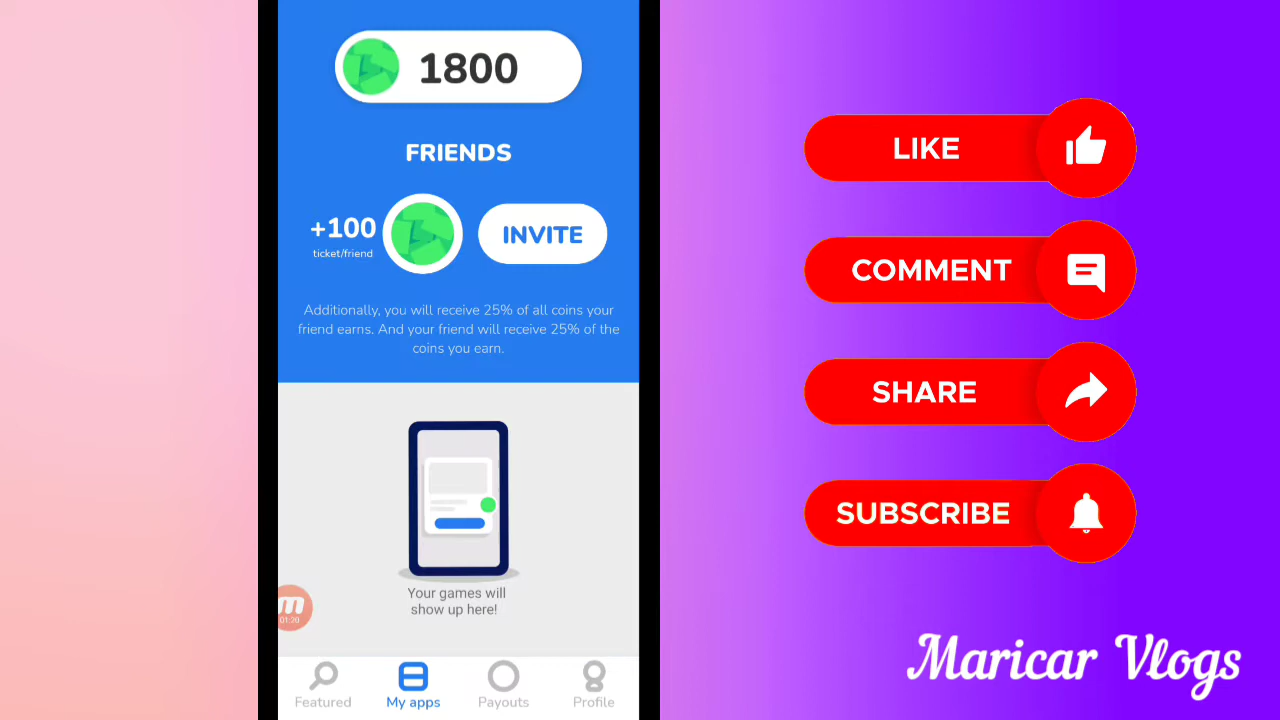 1800
FRIENDS
+100
ticket/friend
INVITE
Additionally, you will receive 25% of all coins your
friend earns. And your friend will receive 25% of the
coins you earn.
Your games will
show up here!
01:20
Featured
My apps
Payouts
Profile
LIKE
COMMENT
SHARE
SUBSCRIBE
Maricar Vlogs